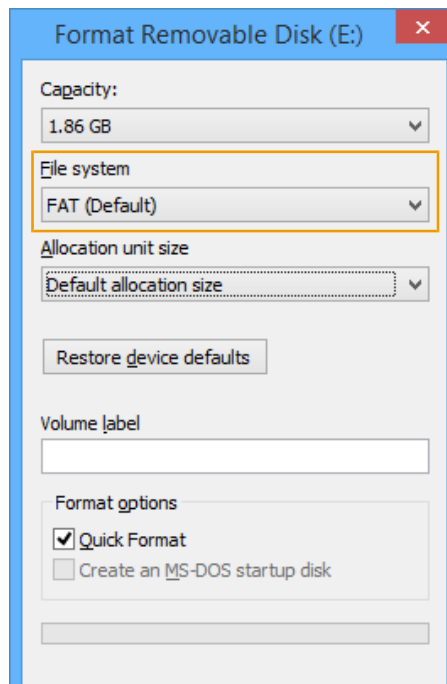 Format Removable Disk (E:)
Capacity:
1.86 GB
File system
FAT (Default)
Allocation unit size
Default allocation size
Restore device defaults
Volume label
Format options
Quick Format
Create an MS-DOS startup disk